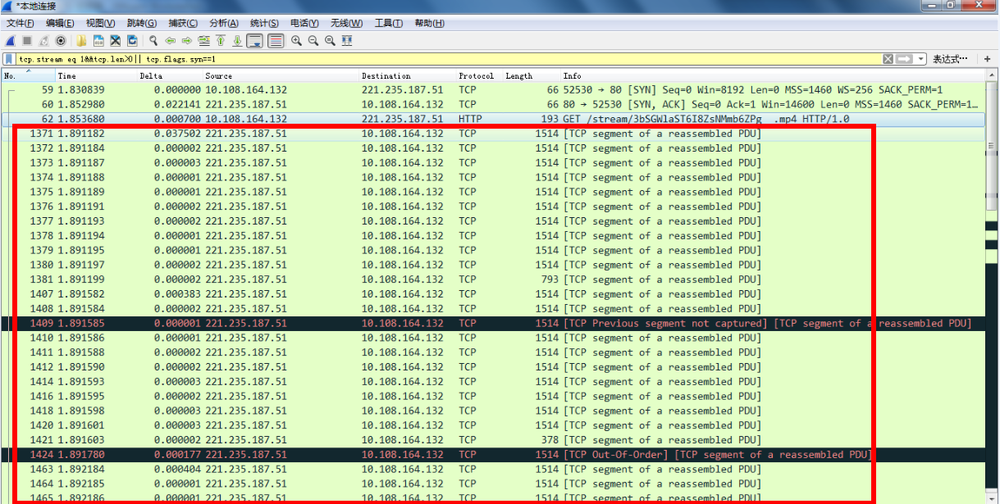 *本地连接
文件(F) 编辑(E) 视图(V) 跳转(G) 捕获(C) 分析(A) 统计(S) 电话(Y) 无线(W) 工具(T) 帮助(H)
tcp.stream eq 1&&tcp.len>0|| tcp.flags.syn==1 表达式… +
No. Time Delta Source Destination Protocol Length Info
59 1.830839 0.000000 10.108.164.132 221.235.187.51 TCP 66 52530 → 80 [SYN] Seq=0 Win=8192 Len=0 MSS=1460 WS=256 SACK_PERM=1
60 1.852980 0.022141 221.235.187.51 10.108.164.132 TCP 66 80 → 52530 [SYN, ACK] Seq=0 Ack=1 Win=14600 Len=0 MSS=1460 SACK_PERM=1…
62 1.853680 0.000700 10.108.164.132 221.235.187.51 HTTP 193 GET /stream/3bSGWlaST6I8ZsNMmb6ZPg .mp4 HTTP/1.0
1371 1.891182 0.037502 221.235.187.51 10.108.164.132 TCP 1514 [TCP segment of a reassembled PDU]
1372 1.891184 0.000002 221.235.187.51 10.108.164.132 TCP 1514 [TCP segment of a reassembled PDU]
1373 1.891187 0.000003 221.235.187.51 10.108.164.132 TCP 1514 [TCP segment of a reassembled PDU]
1374 1.891188 0.000001 221.235.187.51 10.108.164.132 TCP 1514 [TCP segment of a reassembled PDU]
1375 1.891189 0.000001 221.235.187.51 10.108.164.132 TCP 1514 [TCP segment of a reassembled PDU]
1376 1.891191 0.000002 221.235.187.51 10.108.164.132 TCP 1514 [TCP segment of a reassembled PDU]
1377 1.891193 0.000002 221.235.187.51 10.108.164.132 TCP 1514 [TCP segment of a reassembled PDU]
1378 1.891194 0.000001 221.235.187.51 10.108.164.132 TCP 1514 [TCP segment of a reassembled PDU]
1379 1.891195 0.000001 221.235.187.51 10.108.164.132 TCP 1514 [TCP segment of a reassembled PDU]
1380 1.891197 0.000002 221.235.187.51 10.108.164.132 TCP 1514 [TCP segment of a reassembled PDU]
1381 1.891199 0.000002 221.235.187.51 10.108.164.132 TCP 793 [TCP segment of a reassembled PDU]
1407 1.891582 0.000383 221.235.187.51 10.108.164.132 TCP 1514 [TCP segment of a reassembled PDU]
1408 1.891584 0.000002 221.235.187.51 10.108.164.132 TCP 1514 [TCP segment of a reassembled PDU]
1409 1.891585 0.000001 221.235.187.51 10.108.164.132 TCP 1514 [TCP Previous segment not captured] [TCP segment of a reassembled PDU]
1410 1.891586 0.000001 221.235.187.51 10.108.164.132 TCP 1514 [TCP segment of a reassembled PDU]
1411 1.891588 0.000002 221.235.187.51 10.108.164.132 TCP 1514 [TCP segment of a reassembled PDU]
1412 1.891590 0.000002 221.235.187.51 10.108.164.132 TCP 1514 [TCP segment of a reassembled PDU]
1414 1.891593 0.000003 221.235.187.51 10.108.164.132 TCP 1514 [TCP segment of a reassembled PDU]
1416 1.891595 0.000002 221.235.187.51 10.108.164.132 TCP 1514 [TCP segment of a reassembled PDU]
1418 1.891598 0.000003 221.235.187.51 10.108.164.132 TCP 1514 [TCP segment of a reassembled PDU]
1420 1.891601 0.000003 221.235.187.51 10.108.164.132 TCP 1514 [TCP segment of a reassembled PDU]
1421 1.891603 0.000002 221.235.187.51 10.108.164.132 TCP 378 [TCP segment of a reassembled PDU]
1424 1.891780 0.000177 221.235.187.51 10.108.164.132 TCP 1514 [TCP Out-Of-Order] [TCP segment of a reassembled PDU]
1463 1.892184 0.000404 221.235.187.51 10.108.164.132 TCP 1514 [TCP segment of a reassembled PDU]
1464 1.892185 0.000001 221.235.187.51 10.108.164.132 TCP 1514 [TCP segment of a reassembled PDU]
1465 1.892186 0.000001 221.235.187.51 10.108.164.132 TCP 1514 [TCP segment of a reassembled PDU]